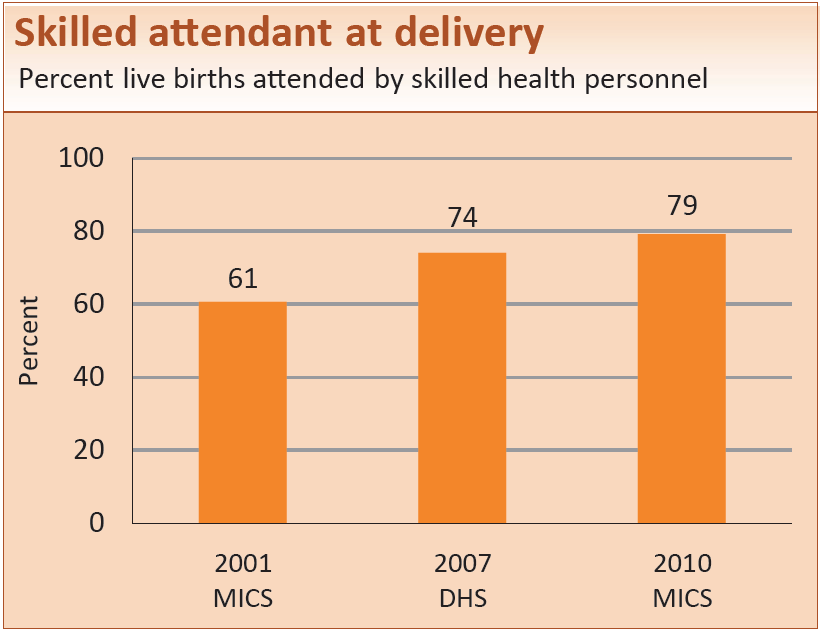 Skilled attendant at delivery
Percent live births attended by skilled health personnel
100
80
60
40
20
0
Percent
61
74
79
2001
MICS
2007
DHS
2010
MICS